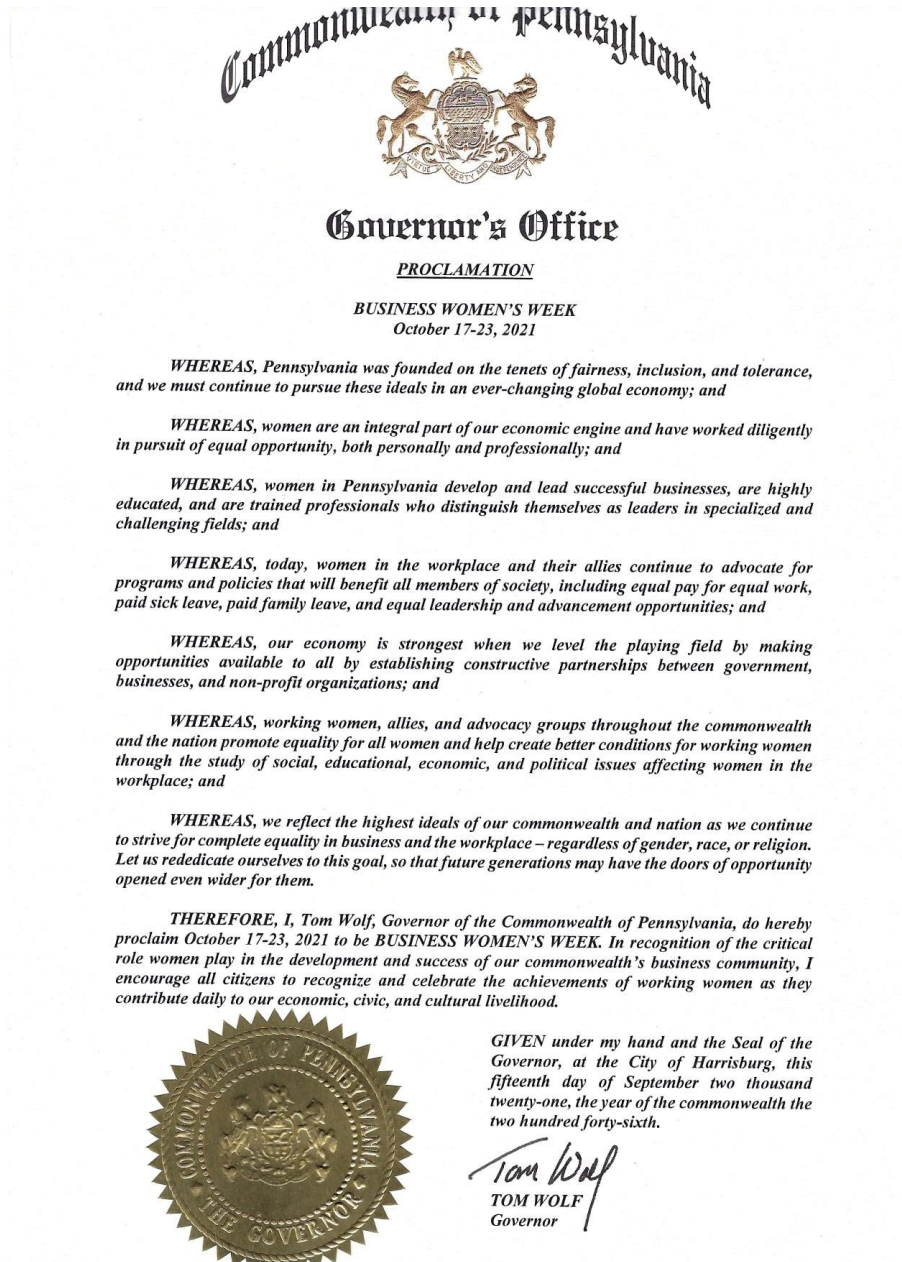 Commonwealth of Pennsylvania
VIRTUE LIBERTY AND INDEPENDENCE
Governor's Office
PROCLAMATION
BUSINESS WOMEN'S WEEK
October 17-23, 2021
WHEREAS, Pennsylvania was founded on the tenets of fairness, inclusion, and tolerance,
and we must continue to pursue these ideals in an ever-changing global economy; and
WHEREAS, women are an integral part of our economic engine and have worked diligently
in pursuit of equal opportunity, both personally and professionally; and
WHEREAS, women in Pennsylvania develop and lead successful businesses, are highly
educated, and are trained professionals who distinguish themselves as leaders in specialized and
challenging fields; and
WHEREAS, today, women in the workplace and their allies continue to advocate for
programs and policies that will benefit all members of society, including equal pay for equal work,
paid sick leave, paid family leave, and equal leadership and advancement opportunities; and
WHEREAS, our economy is strongest when we level the playing field by making
opportunities available to all by establishing constructive partnerships between government,
businesses, and non-profit organizations; and
WHEREAS, working women, allies, and advocacy groups throughout the commonwealth
and the nation promote equality for all women and help create better conditions for working women
through the study of social, educational, economic, and political issues affecting women in the
workplace; and
WHEREAS, we reflect the highest ideals of our commonwealth and nation as we continue
to strive for complete equality in business and the workplace – regardless of gender, race, or religion.
Let us rededicate ourselves to this goal, so that future generations may have the doors of opportunity
opened even wider for them.
THEREFORE, I, Tom Wolf, Governor of the Commonwealth of Pennsylvania, do hereby
proclaim October 17-23, 2021 to be BUSINESS WOMEN'S WEEK. In recognition of the critical
role women play in the development and success of our commonwealth's business community, I
encourage all citizens to recognize and celebrate the achievements of working women as they
contribute daily to our economic, civic, and cultural livelihood.
GIVEN under my hand and the Seal of the
Governor, at the City of Harrisburg, this
fifteenth day of September two thousand
twenty-one, the year of the commonwealth the
two hundred forty-sixth.
Tom Wolf
TOM WOLF
Governor
COMMONWEALTH OF PENNSYLVANIA
THE GOVERNOR